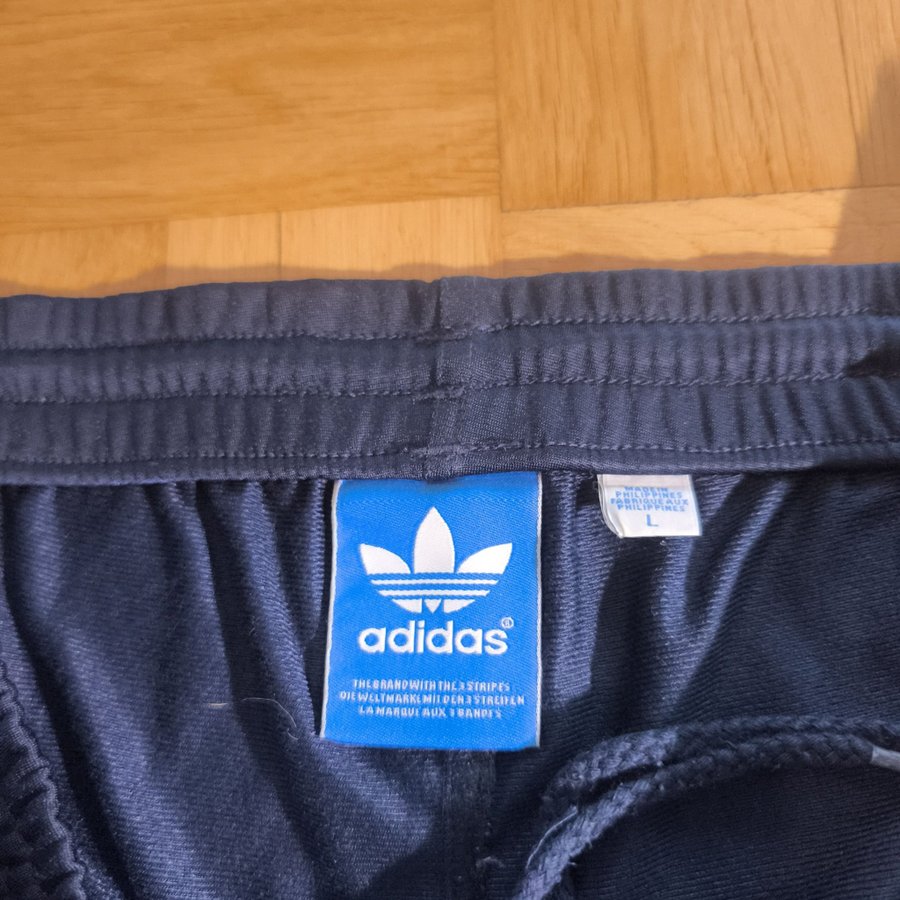 adidas®
THE BRAND WITH THE 3 STRIPES
DIE WELTMARKE MIT DEN 3 STREIFEN
LA MARQUE AUX 3 BANDES
MADE IN
PHILIPPINES
FABRIQUE AUX
PHILIPPINES
L